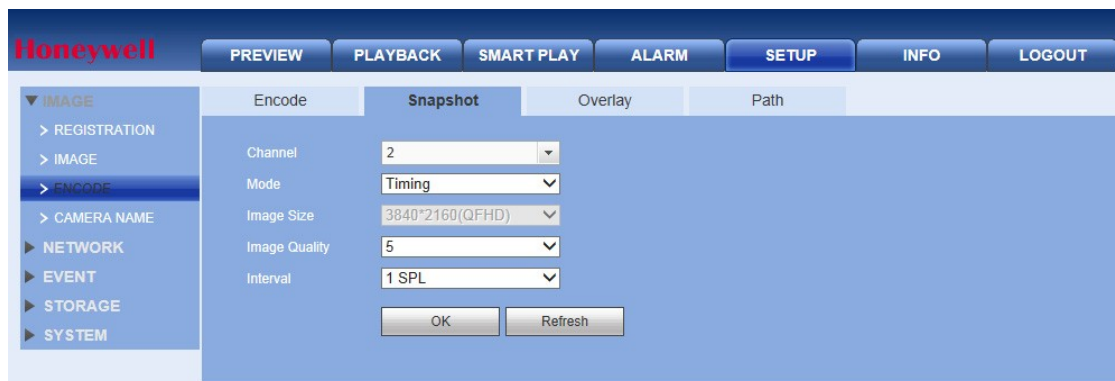 Honeywell
PREVIEW PLAYBACK SMART PLAY ALARM SETUP INFO LOGOUT
IMAGE
REGISTRATION
IMAGE
ENCODE
CAMERA NAME
NETWORK
EVENT
STORAGE
SYSTEM
Encode Snapshot Overlay Path
Channel 2
Mode Timing
Image Size 3840*2160(QFHD)
Image Quality 5
Interval 1 SPL
OK Refresh